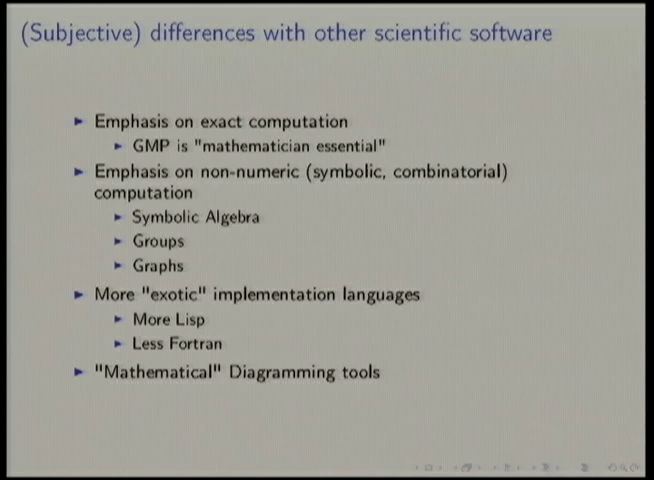 (Subjective) differences with other scientific software
Emphasis on exact computation
GMP is "mathematician essential"
Emphasis on non-numeric (symbolic, combinatorial)
computation
Symbolic Algebra
Groups
Graphs
More "exotic" implementation languages
More Lisp
Less Fortran
"Mathematical" Diagramming tools